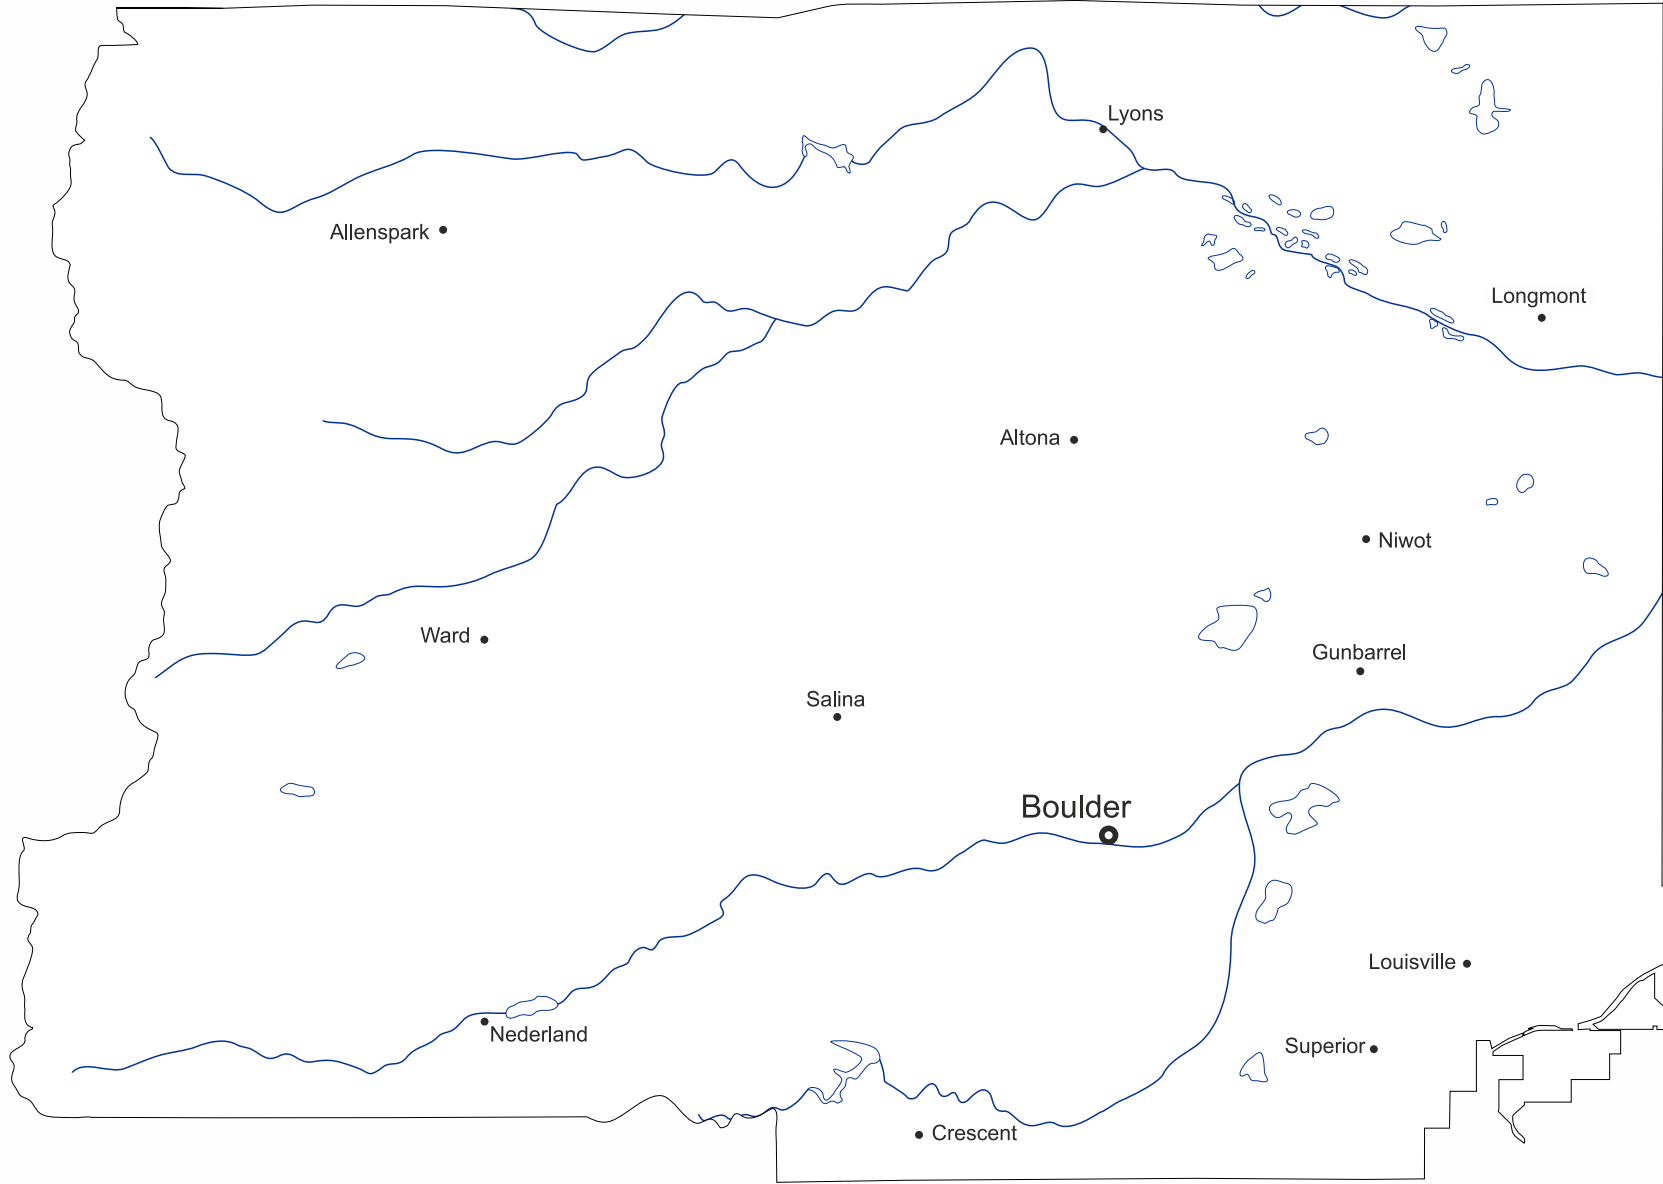 Lyons
Allenspark
Longmont
Altona
Niwot
Ward
Gunbarrel
Salina
Boulder
Louisville
Nederland
Superior
Crescent